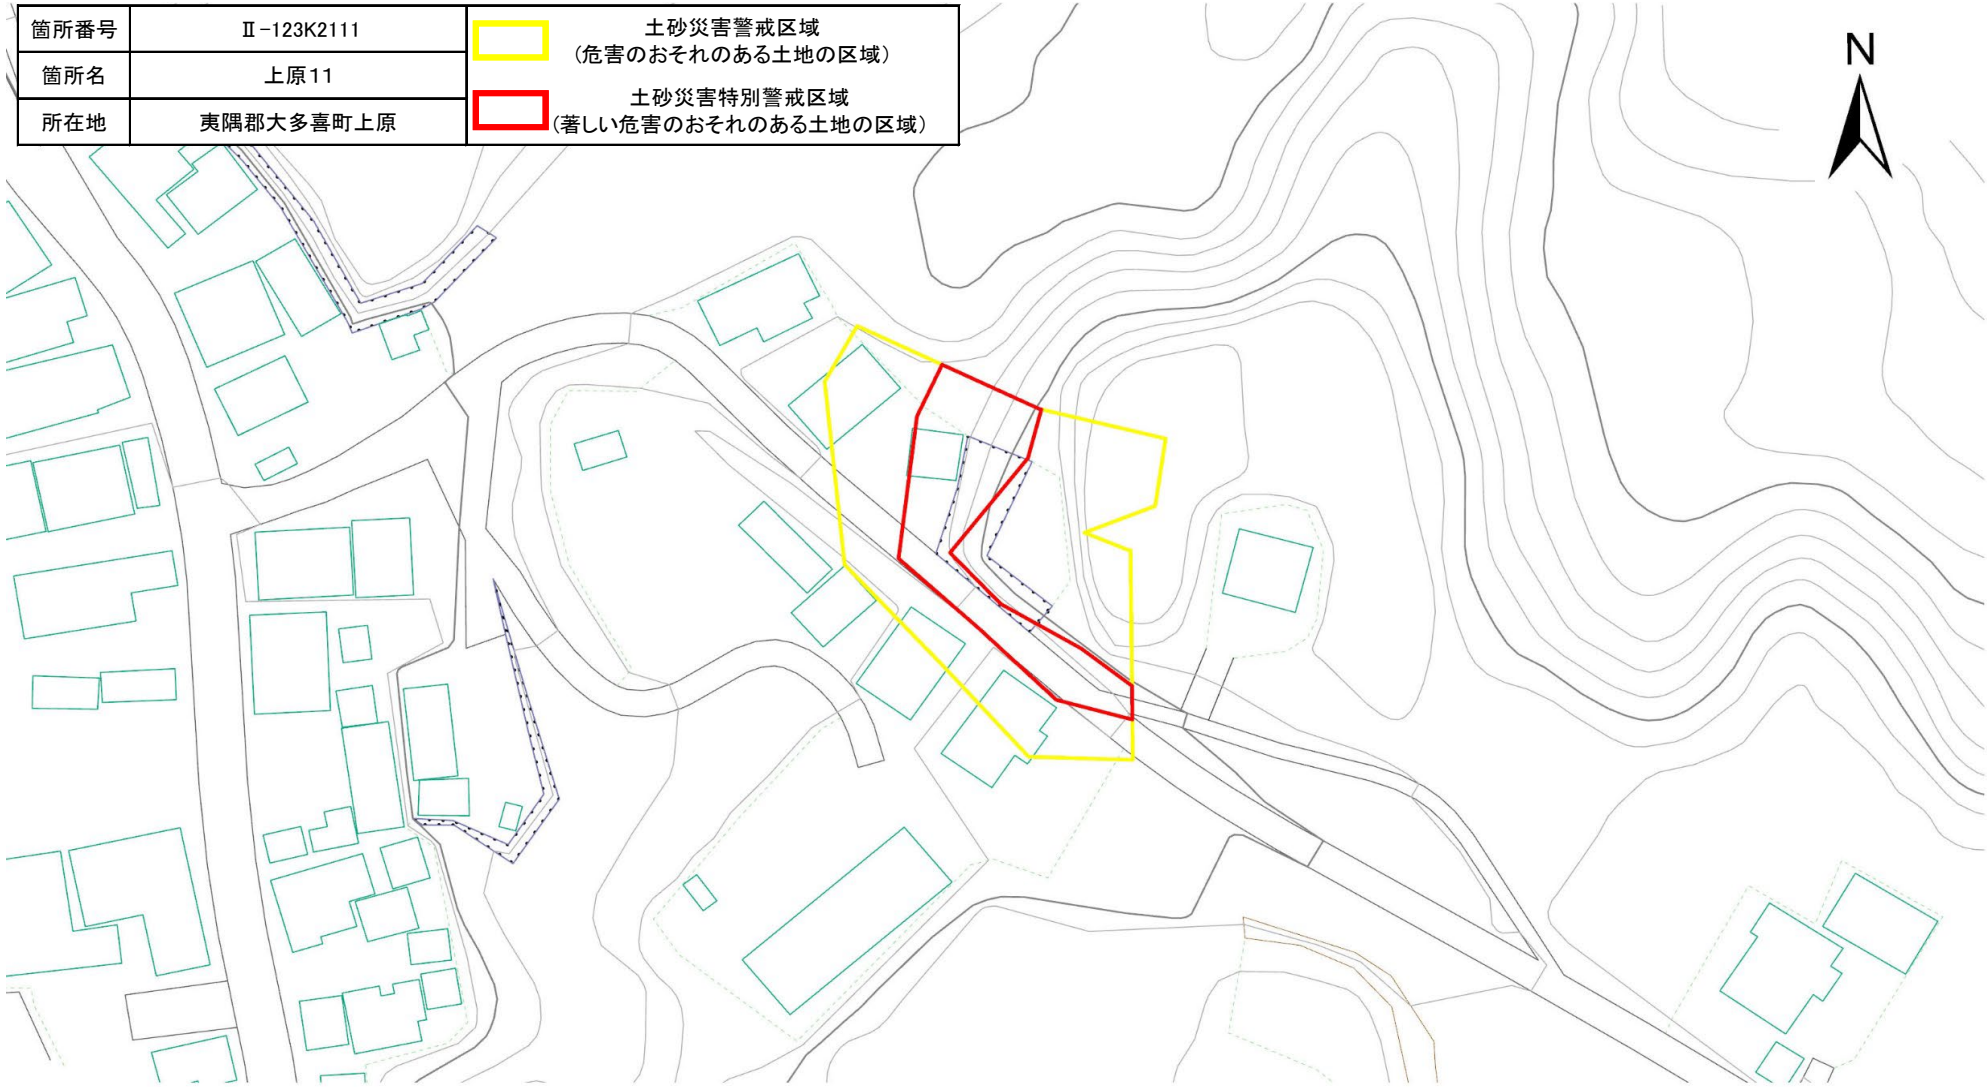 箇所番号
Ⅱ-123K2111
箇所名
上原11
所在地
夷隅郡大多喜町上原
土砂災害警戒区域
(危害のおそれのある土地の区域)
土砂災害特別警戒区域
(著しい危害のおそれのある土地の区域)
N